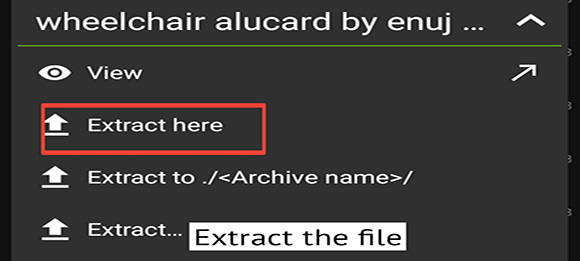 wheelchair alucard by enuj ...
View
Extract here
Extract to ./<Archive name>/
Extract...
Extract the file